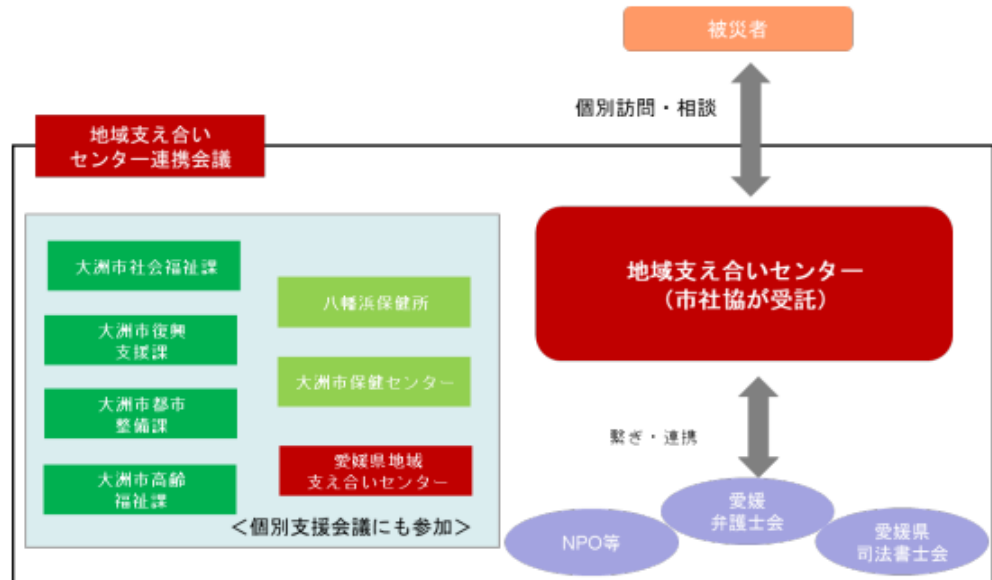 被災者
個別訪問・相談
地域支え合い
センター連携会議
大洲市社会福祉課
大洲市復興
支援課
大洲市都市
整備課
大洲市高齢
福祉課
八幡浜保健所
大洲市保健センター
愛媛県地域
支え合いセンター
＜個別支援会議にも参加＞
地域支え合いセンター
（市社協が受託）
繋ぎ・連携
NPO等
愛媛
弁護士会
愛媛県
司法書士会